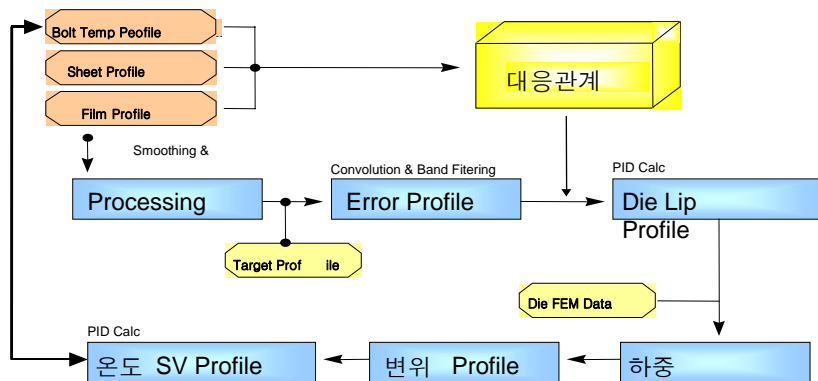 Bolt Temp Peofile
Sheet Profile
Film Profile
대응관계
Smoothing &
Convolution & Band Fitering
PID Calc
Processing
Error Profile
Die Lip
Profile
Target Prof ile
Die FEM Data
PID Calc
온도 SV Profile
변위 Profile
하중